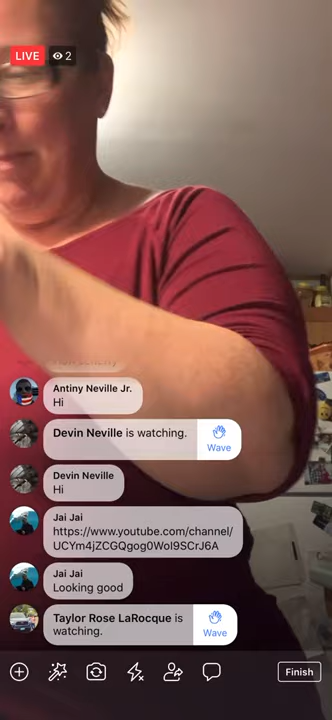 LIVE 2
Antiny Neville Jr.
Hi
Devin Neville is watching.
Wave
Devin Neville
Hi
Jai Jai
https://www.youtube.com/channel/
UCYm4jZCGQgog0WoI9SCrJ6A
Jai Jai
Looking good
Taylor Rose LaRocque is
watching.
Wave
Finish